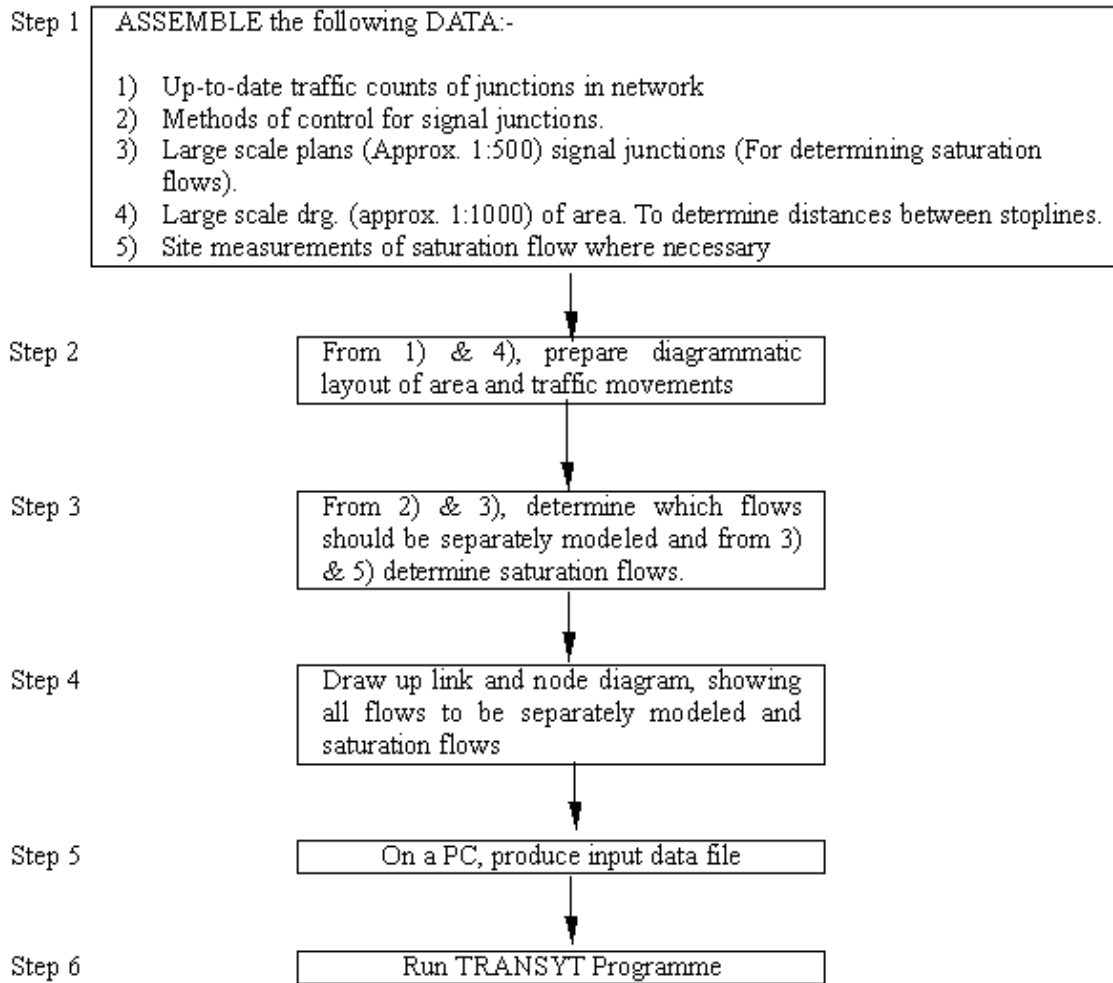 Step 1
ASSEMBLE the following DATA:-
1) Up-to-date traffic counts of junctions in network
2) Methods of control for signal junctions.
3) Large scale plans (Approx. 1:500) signal junctions (For determining saturation
flows).
4) Large scale drg. (approx. 1:1000) of area. To determine distances between stoplines.
5) Site measurements of saturation flow where necessary
Step 2
From 1) & 4), prepare diagrammatic
layout of area and traffic movements
Step 3
From 2) & 3), determine which flows
should be separately modeled and from 3)
& 5) determine saturation flows.
Step 4
Draw up link and node diagram, showing
all flows to be separately modeled and
saturation flows
Step 5
On a PC, produce input data file
Step 6
Run TRANSYT Programme